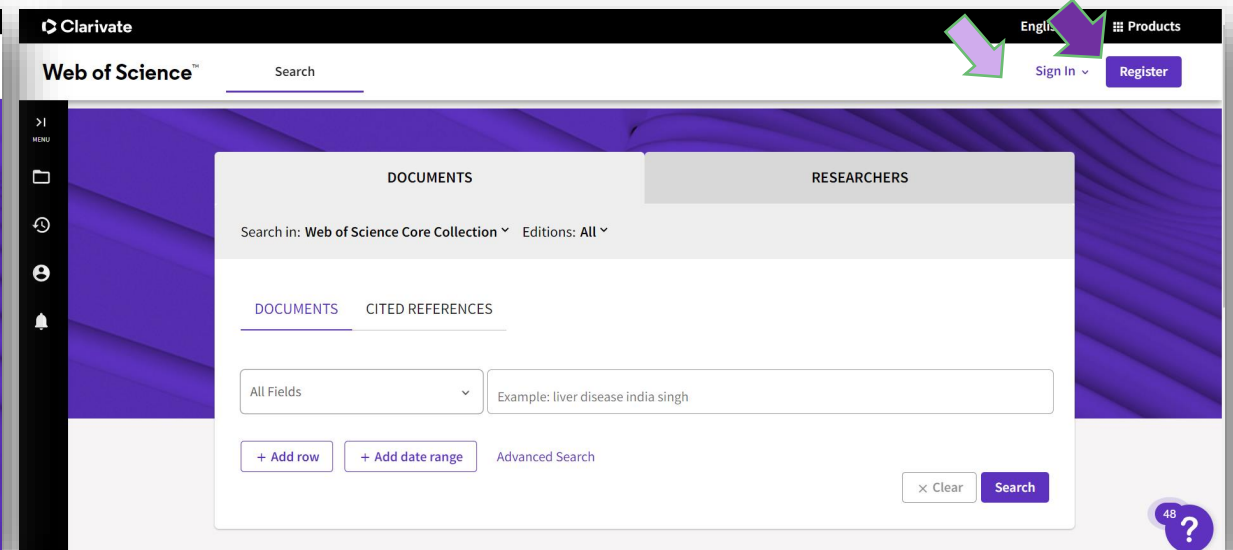 Clarivate
Products
Web of Science™
Search
Sign In
Register
MENU
DOCUMENTS
RESEARCHERS
Search in: Web of Science Core Collection Editions: All
DOCUMENTS CITED REFERENCES
All Fields
Example: liver disease india singh
+ Add row
+ Add date range
Advanced Search
× Clear
Search
48
?